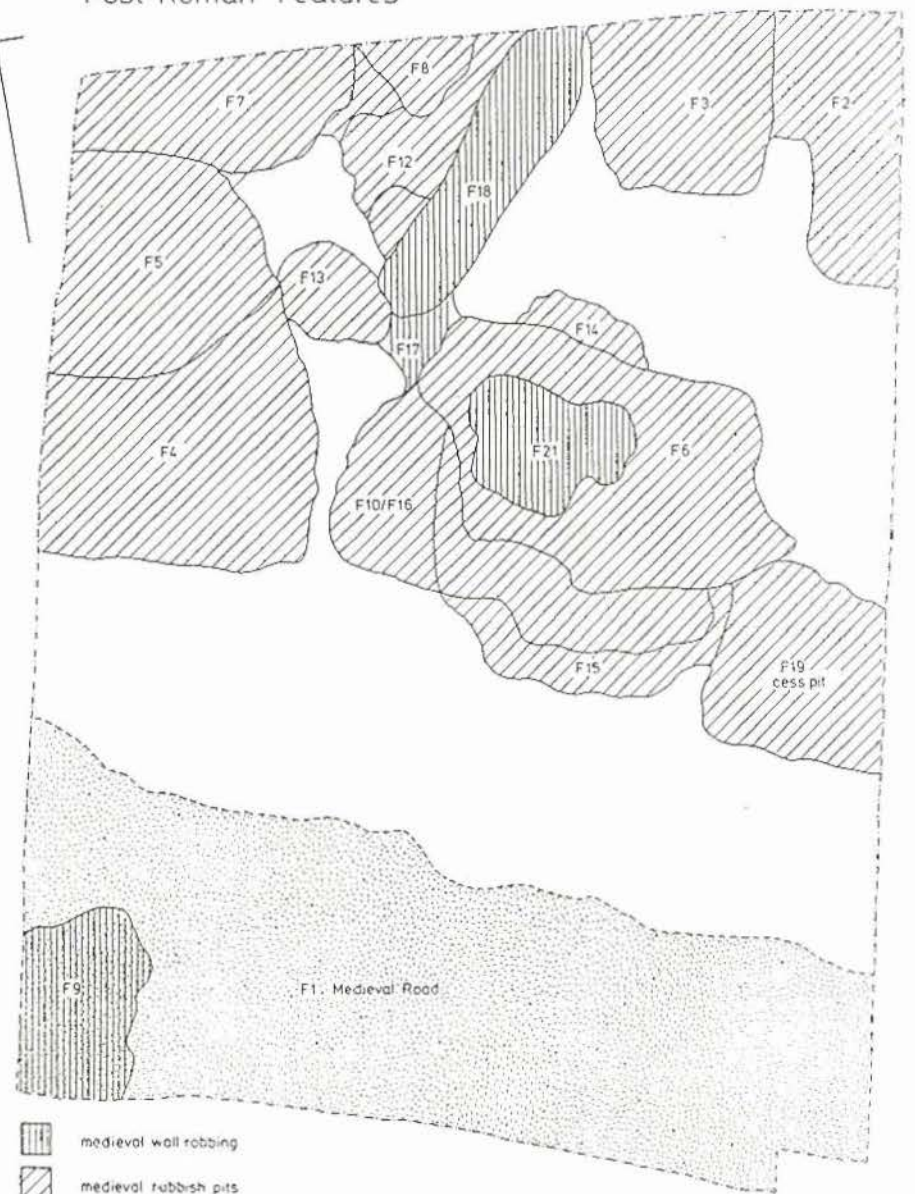 Post-Roman Features
F8
F7
F3
F2
F12
F18
F5
F13
F14
F17
F4
F21
F6
F10/F16
F15
F19
cess pit
F9
F1. Medieval Road
medieval wall robbing
medieval rubbish pits